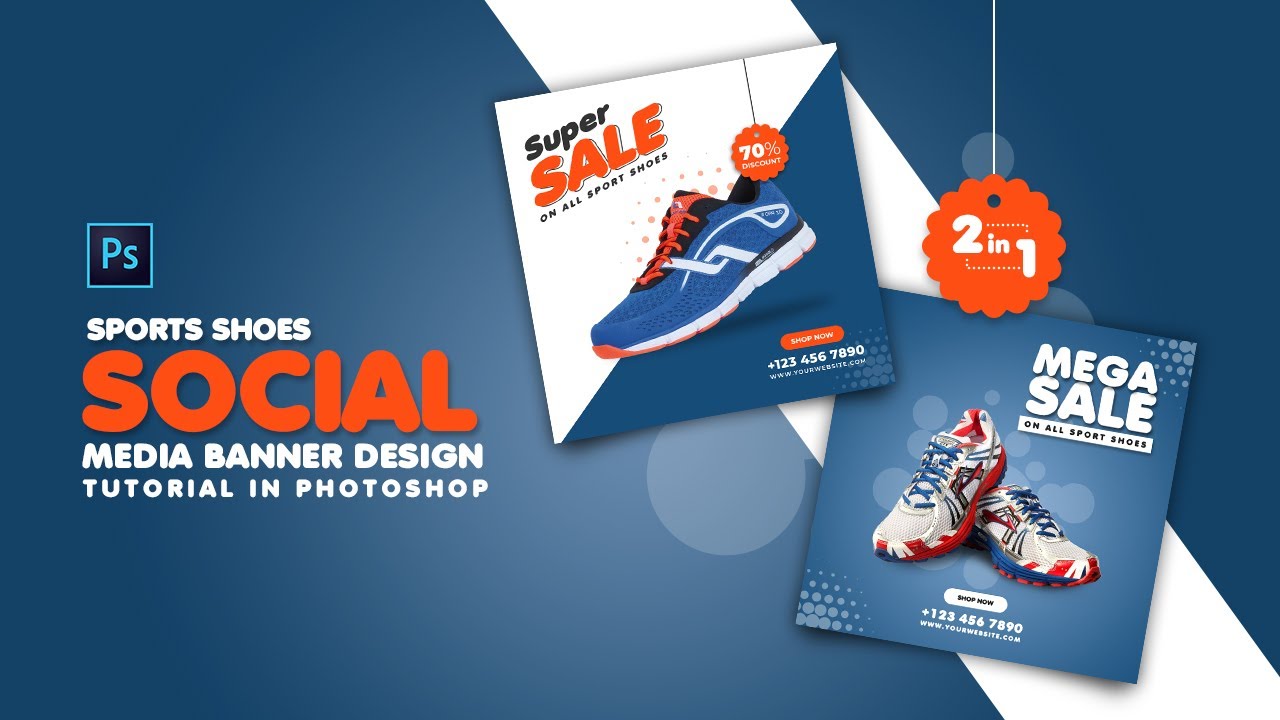 Ps
SPORTS SHOES
SOCIAL
MEDIA BANNER DESIGN
TUTORIAL IN PHOTOSHOP
Super
SALE
ON ALL SPORT SHOES
70%
DISCOUNT
SHOP NOW
+123 456 7890
WWW.YOURWEBSITE.COM
2 in 1
MEGA
SALE
ON ALL SPORT SHOES
SHOP NOW
+123 456 7890
WWW.YOURWEBSITE.COM